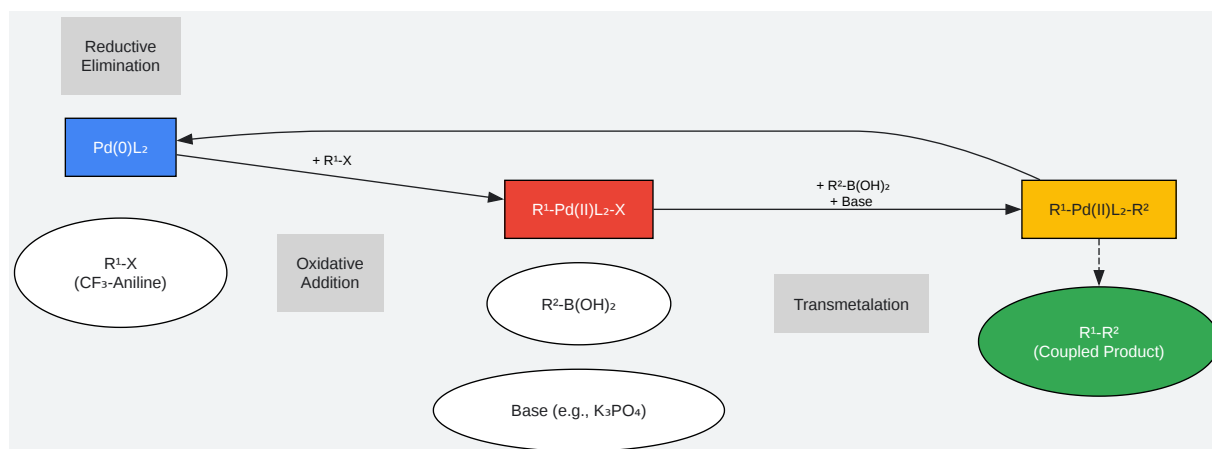 Reductive
Elimination
Pd(0)L₂
+ R¹-X
R¹-Pd(II)L₂-X
+ R²-B(OH)₂
+ Base
R¹-Pd(II)L₂-R²
R¹-X
(CF₃-Aniline)
Oxidative
Addition
R²-B(OH)₂
Transmetalation
R¹-R²
(Coupled Product)
Base (e.g., K₃PO₄)